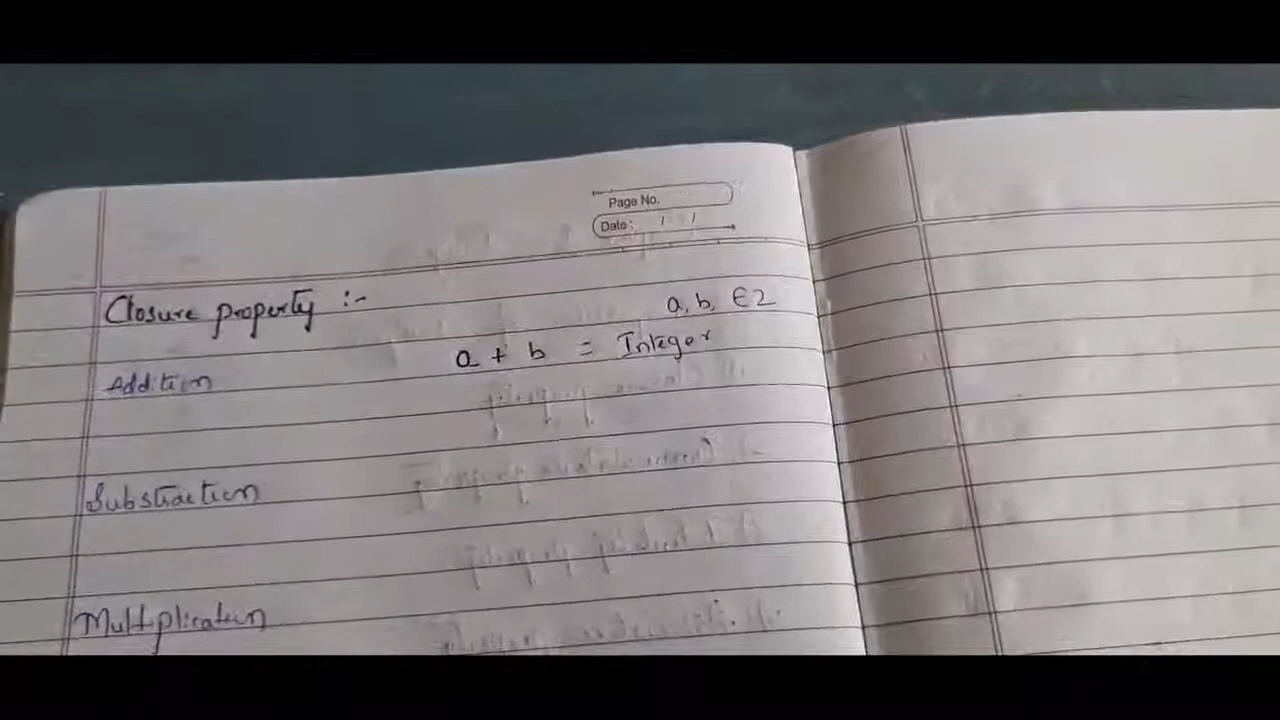 Page No.
Date : / /
Closure property :-
a, b, ∈ Z
a + b = Integer
Addition
Substraction
Multiplication